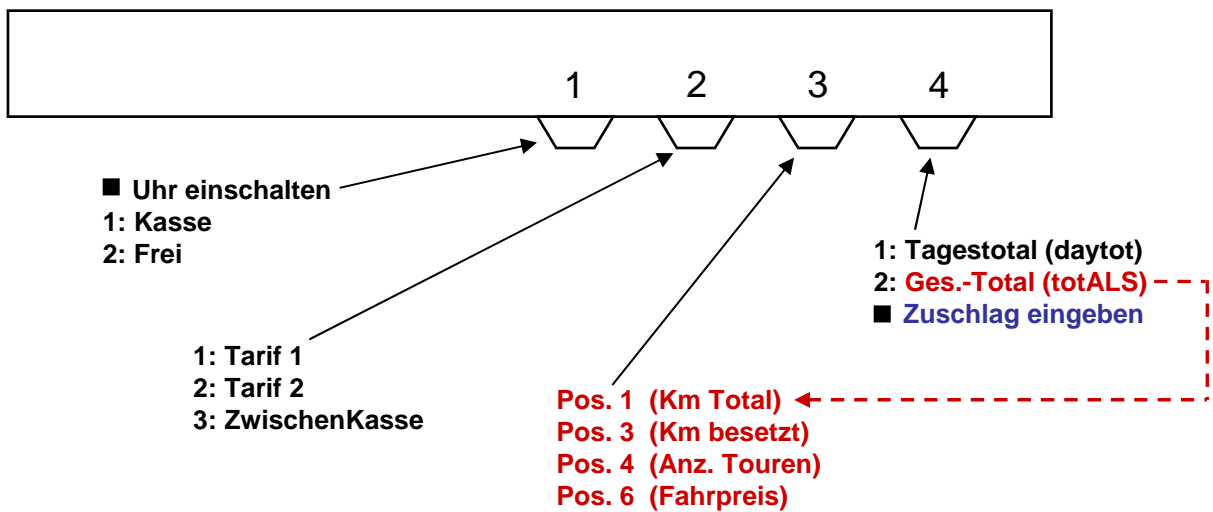 1 2 3 4
■ Uhr einschalten
1: Kasse
2: Frei
1: Tagestotal (daytot)
2: Ges.-Total (totALS)
■ Zuschlag eingeben
1: Tarif 1
2: Tarif 2
3: ZwischenKasse
Pos. 1 (Km Total)
Pos. 3 (Km besetzt)
Pos. 4 (Anz. Touren)
Pos. 6 (Fahrpreis)